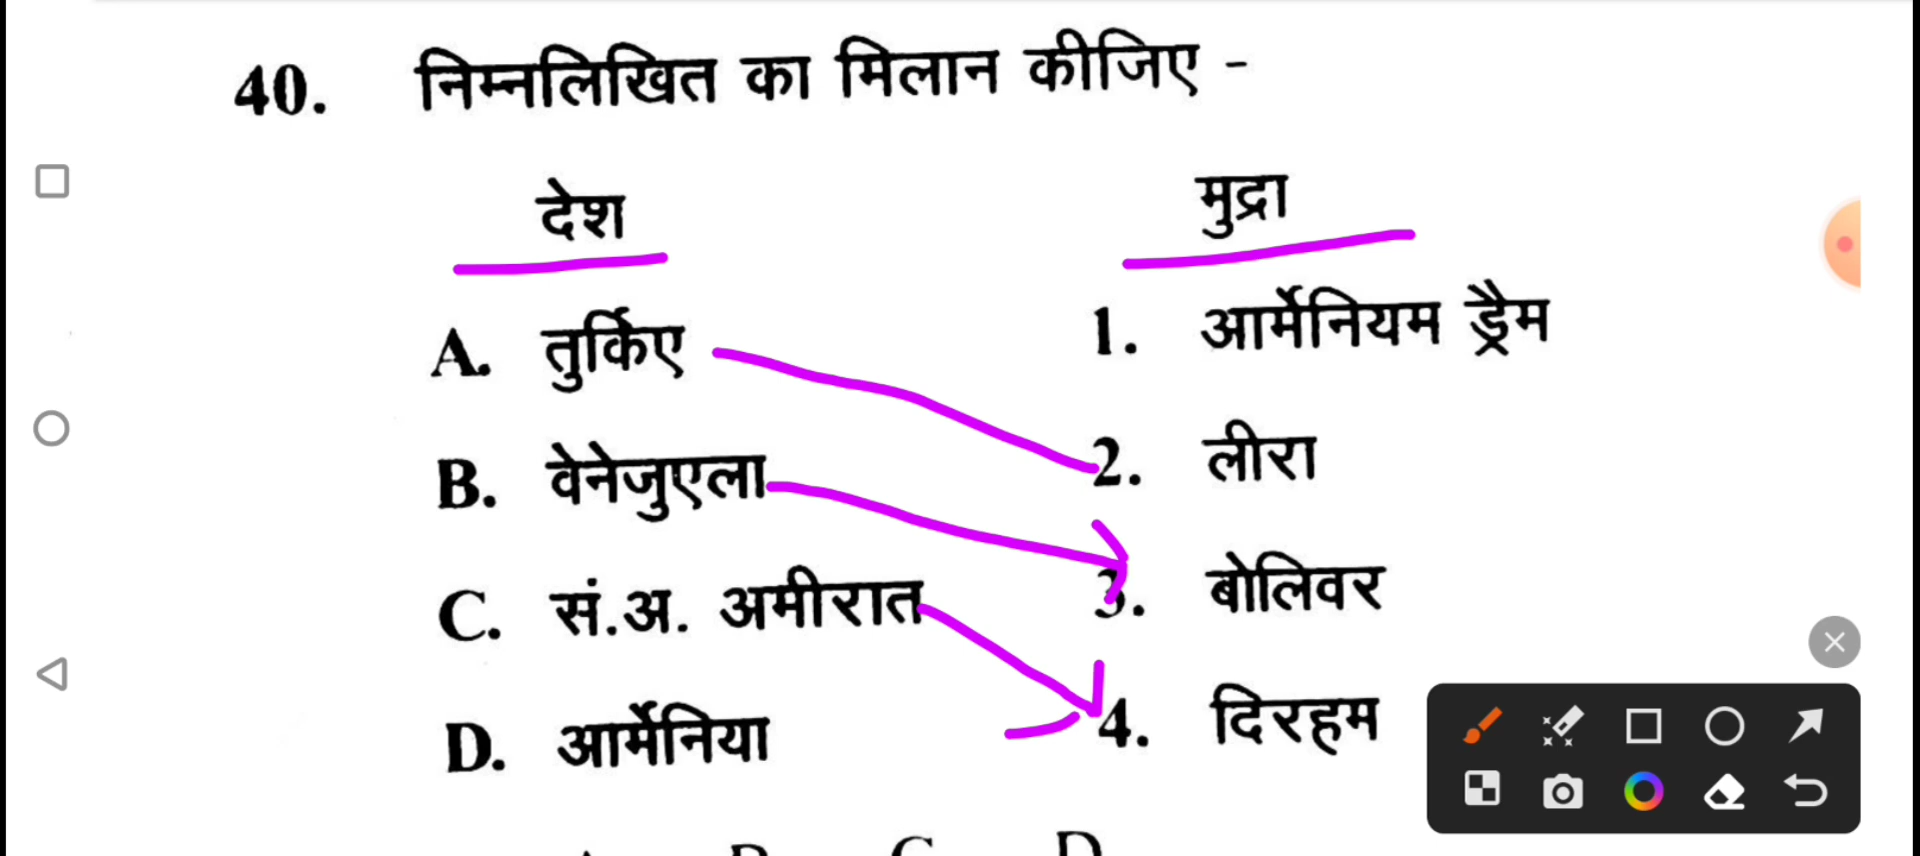 40. निम्नलिखित का मिलान कीजिए -
देश मुद्रा
A. तुर्किए 1. आर्मेनियम ड्रैम
B. वेनेजुएला 2. लीरा
C. सं.अ. अमीरात 3. बोलिवर
D. आर्मेनिया 4. दिरहम